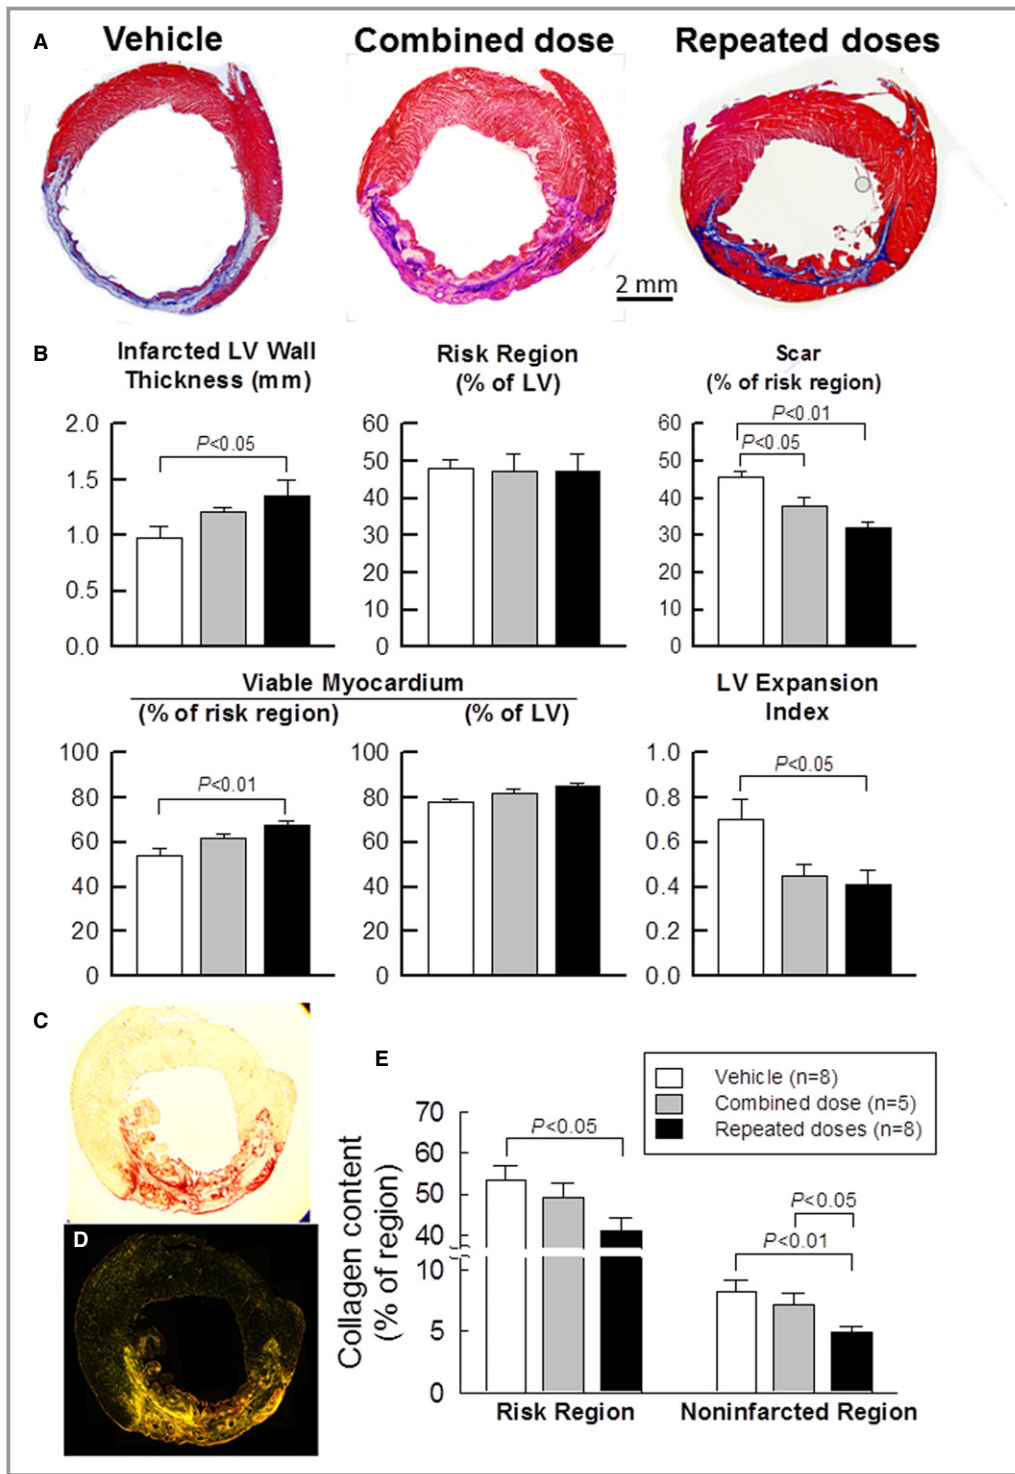 A
Vehicle
Combined dose
Repeated doses
2 mm
B
Infarcted LV Wall
Thickness (mm)
2.0
1.5
1.0
0.5
0.0
P<0.05
Risk Region
(% of LV)
60
50
40
30
20
10
0
Scar
(% of risk region)
60
50
40
30
20
10
0
P<0.01
P<0.05
Viable Myocardium
(% of risk region)
100
80
60
40
20
0
P<0.01
(% of LV)
100
80
60
40
20
0
LV Expansion
Index
1.0
0.8
0.6
0.4
0.2
0.0
P<0.05
C
D
E
Vehicle (n=8)
Combined dose (n=5)
Repeated doses (n=8)
Collagen content
(% of region)
70
60
50
40
10
5
0
P<0.05
P<0.05
P<0.01
Risk Region
Noninfarcted Region